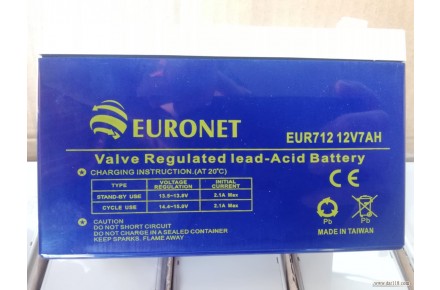 EURONET
EUR712 12V7AH
Valve Regulated lead-Acid Battery
CHARGING INSTRUCTION.(AT 20℃)
TYPE VOLTAGE REGULATION INITIAL CURRENT
STAND-BY USE 13.5~13.8V 2.1A Max
CYCLE USE 14.4~15.0V 2.1A Max
CE
CAUTION
DO NOT SHORT CIRCUIT.
DO NOT CHARGE IN A SEALED CONTAINER
KEEP SPARKS. FLAME AWAY
Pb Pb
MADE IN TAIWAN